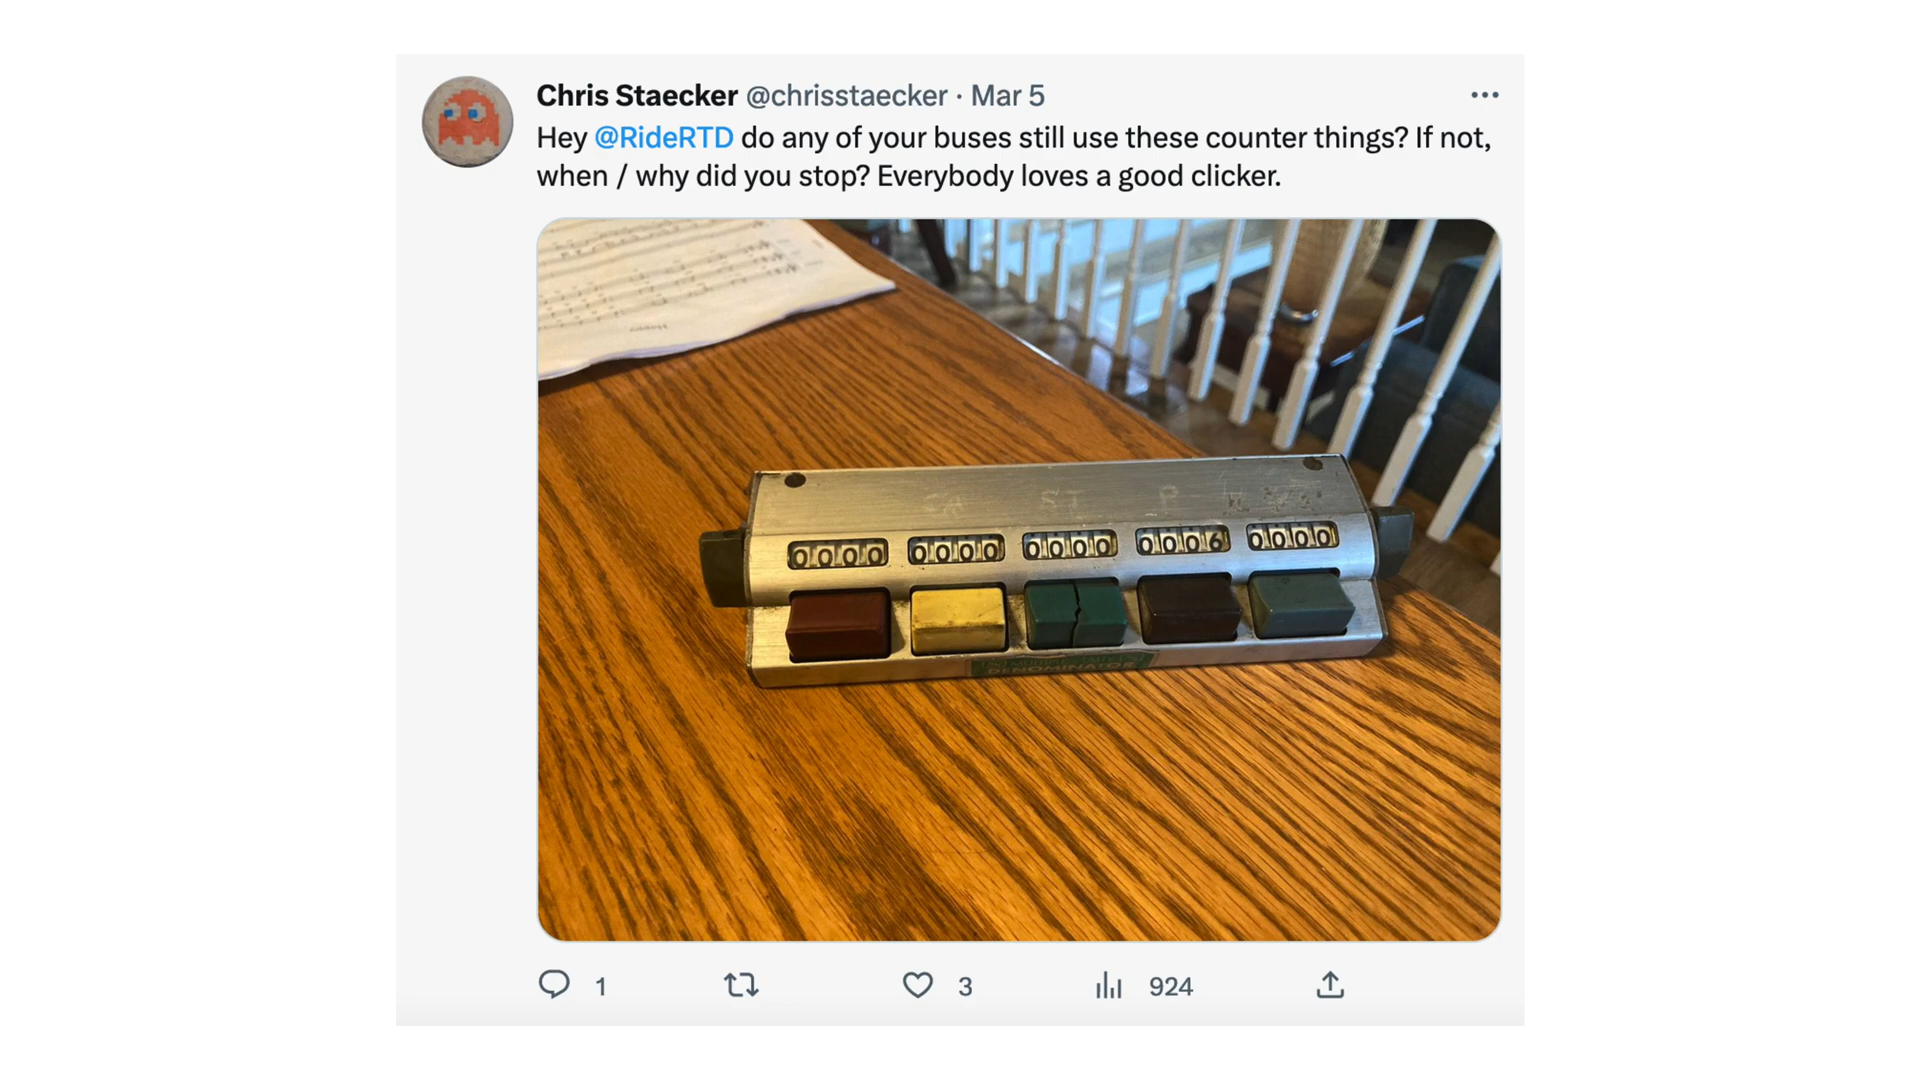 Chris Staecker @chrisstaecker · Mar 5
Hey @RideRTD do any of your buses still use these counter things? If not,
when / why did you stop? Everybody loves a good clicker.
0000 0000 0000 0006 0000
DENOMINATOR
1 3 924